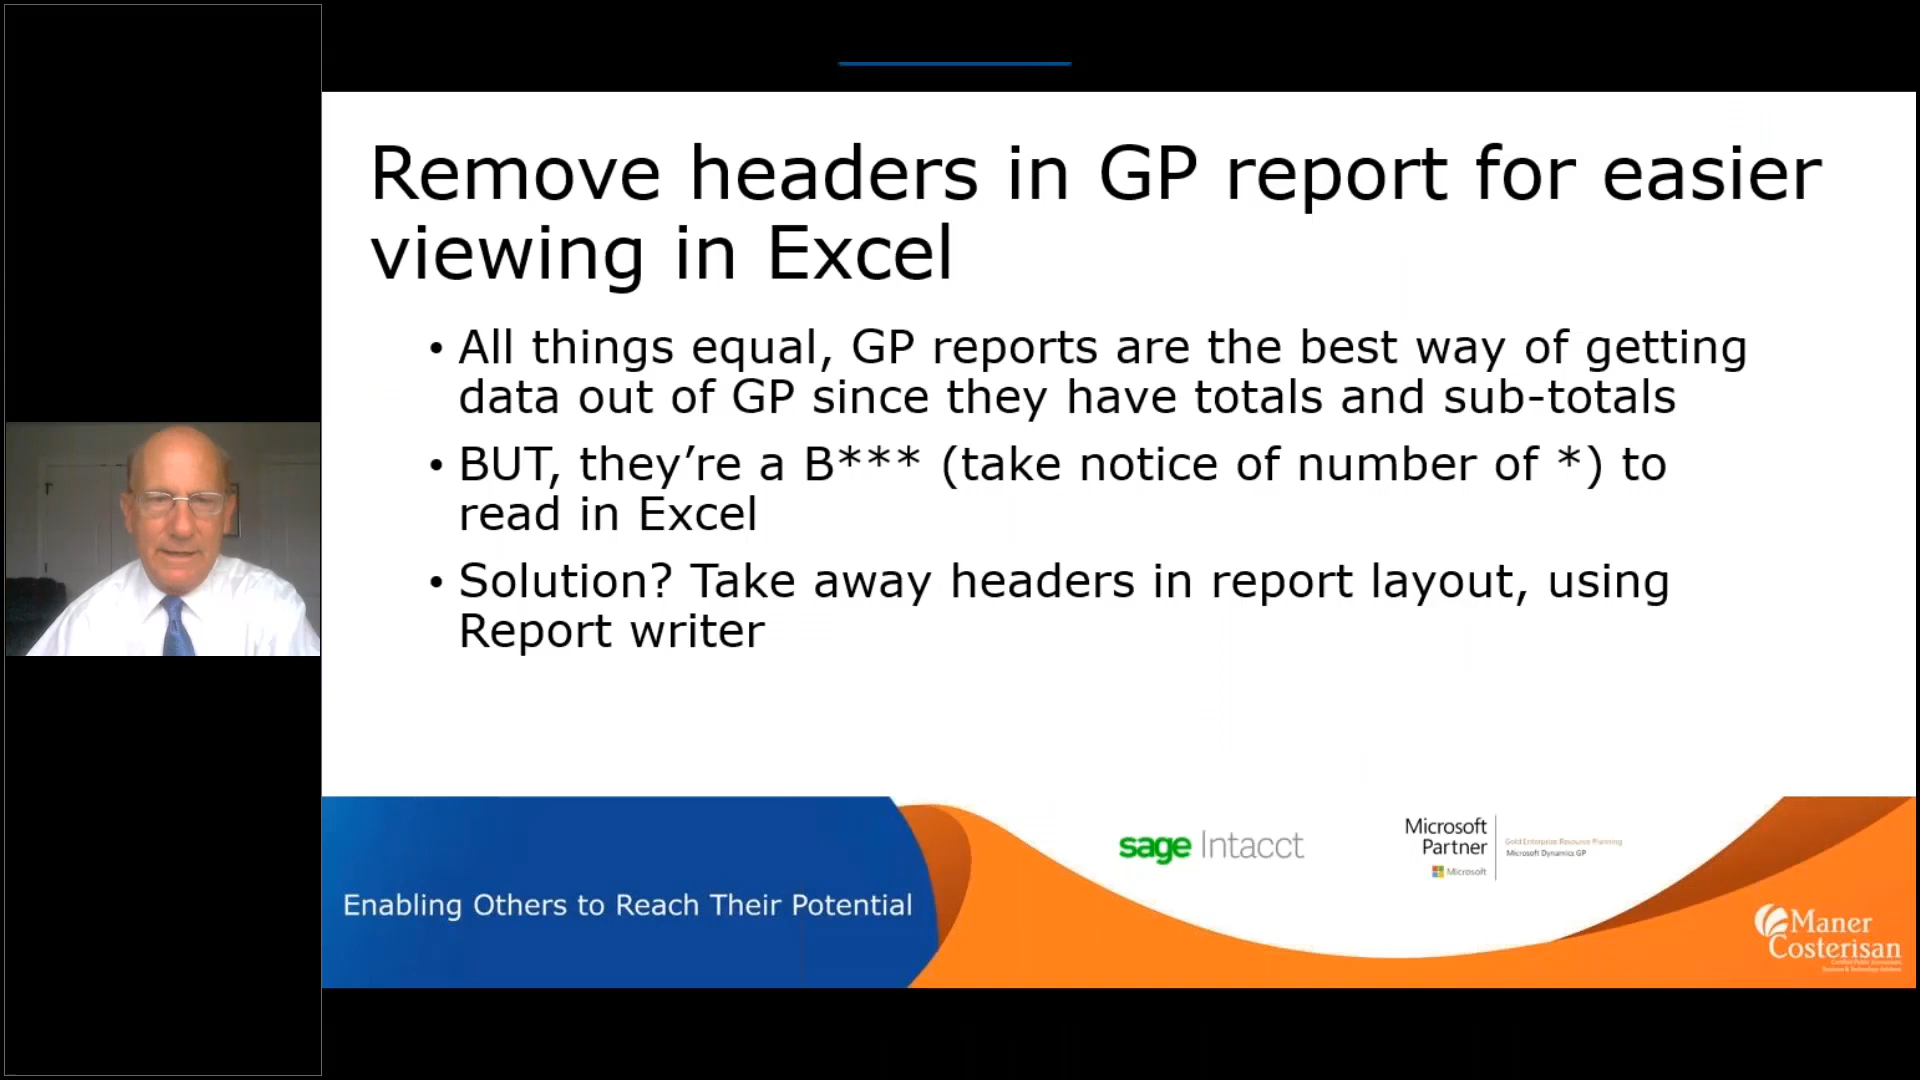 Remove headers in GP report for easier
viewing in Excel
• All things equal, GP reports are the best way of getting
data out of GP since they have totals and sub-totals
• BUT, they’re a B*** (take notice of number of *) to
read in Excel
• Solution? Take away headers in report layout, using
Report writer
Enabling Others to Reach Their Potential
sage Intacct
Microsoft
Partner
Microsoft
Gold Enterprise Resource Planning
Microsoft Dynamics GP
Maner
Costerisan